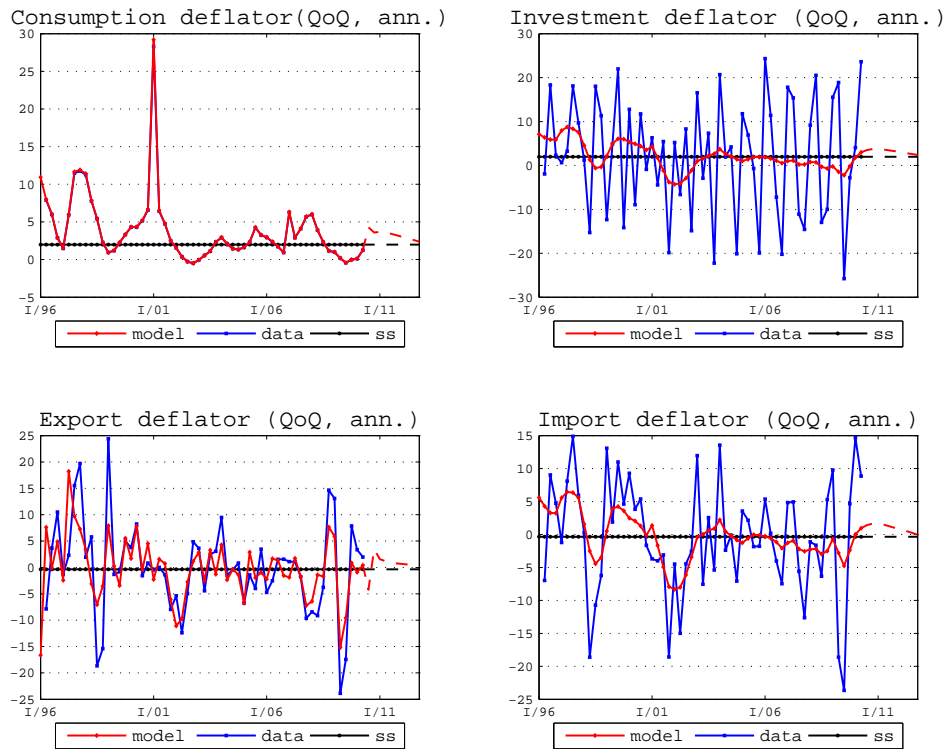 Consumption deflator(QoQ, ann.)
30
25
20
15
10
5
0
−5
I/96 I/01 I/06 I/11
model data ss
Investment deflator (QoQ, ann.)
30
20
10
0
−10
−20
−30
I/96 I/01 I/06 I/11
model data ss
Export deflator (QoQ, ann.)
25
20
15
10
5
0
−5
−10
−15
−20
−25
I/96 I/01 I/06 I/11
model data ss
Import deflator (QoQ, ann.)
15
10
5
0
−5
−10
−15
−20
−25
I/96 I/01 I/06 I/11
model data ss